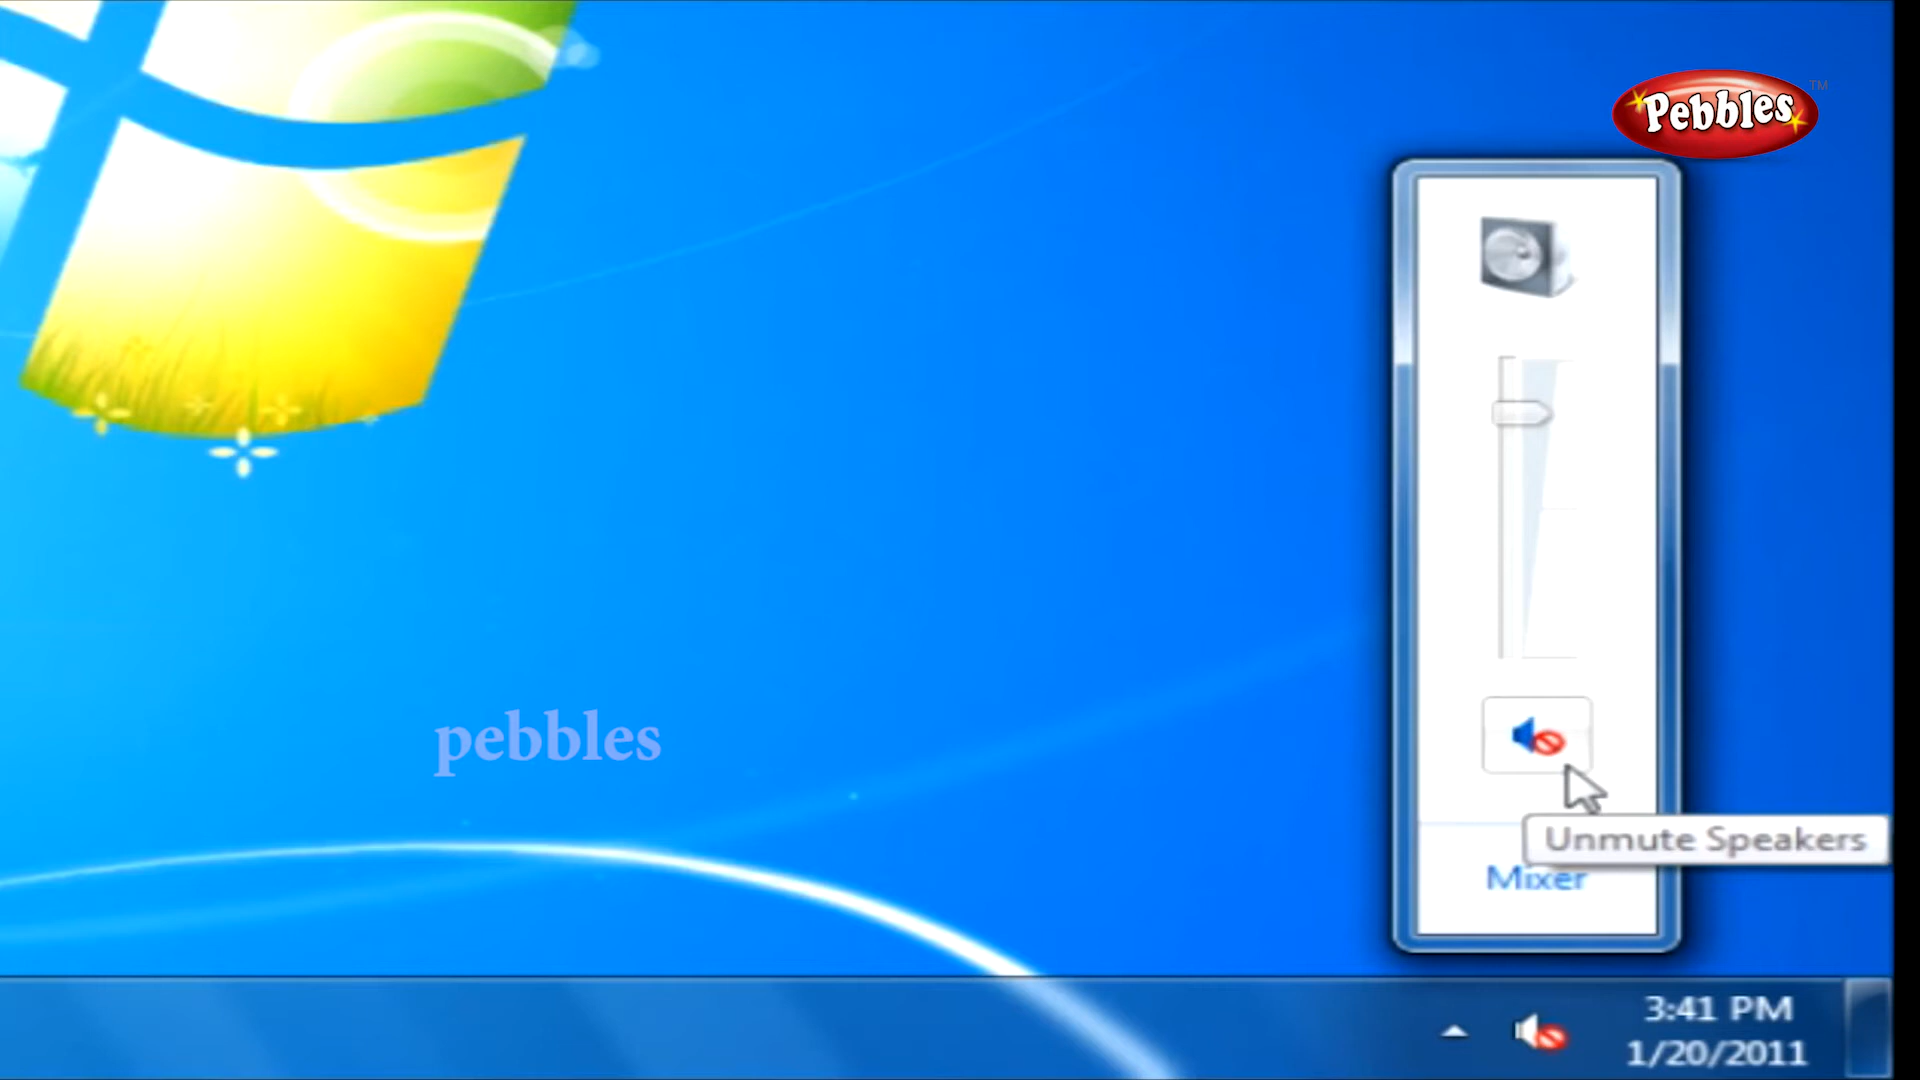 Pebbles TM
pebbles
Unmute Speakers
Mixer
3:41 PM
1/20/2011